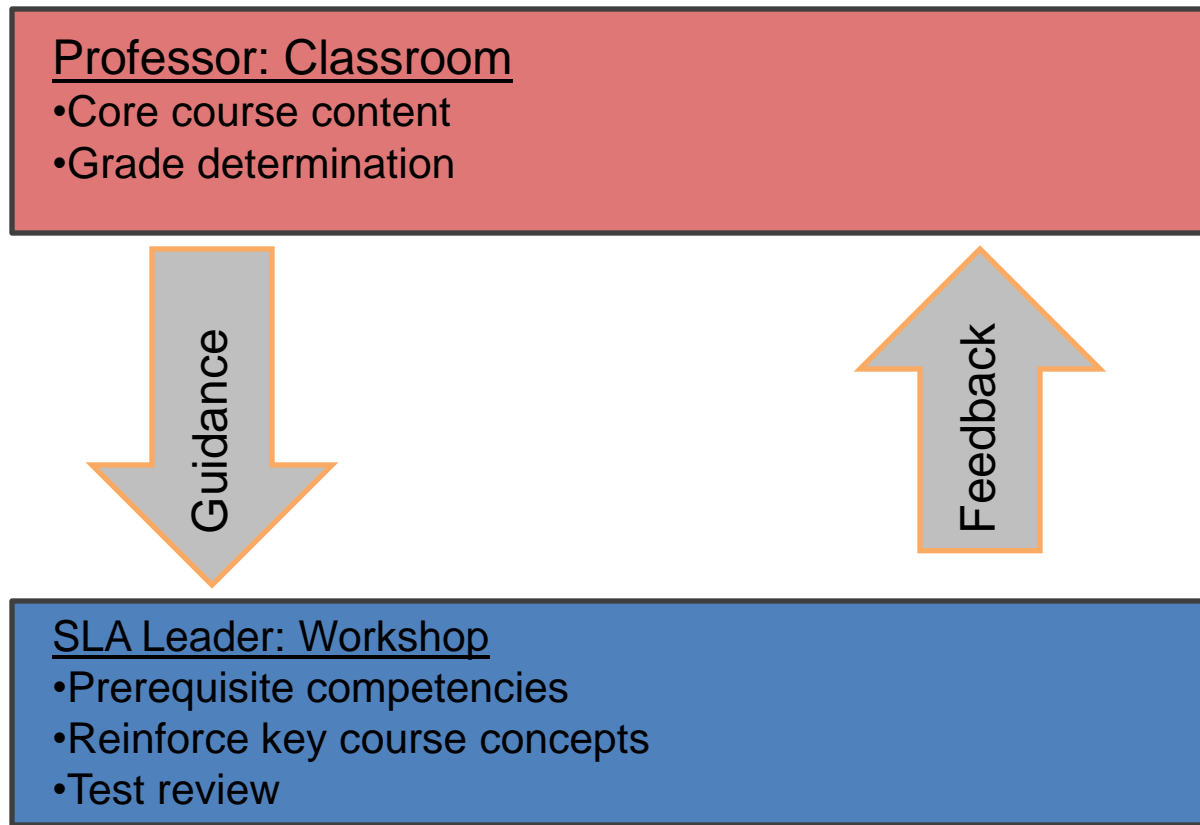 Professor: Classroom
•Core course content
•Grade determination
Guidance
Feedback
SLA Leader: Workshop
•Prerequisite competencies
•Reinforce key course concepts
•Test review